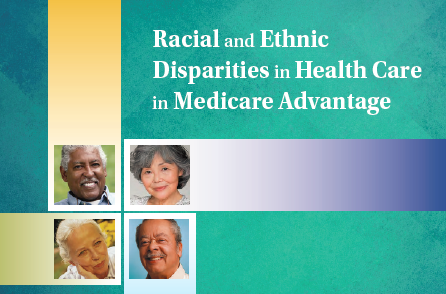 Racial and Ethnic
Disparities in Health Care
in Medicare Advantage